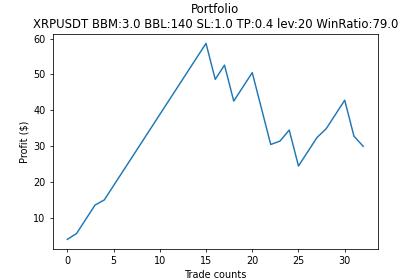 Portfolio
XRPUSDT BBM:3.0 BBL:140 SL:1.0 TP:0.4 lev:20 WinRatio:79.0
Profit ($)
60
50
40
30
20
10
0 5 10 15 20 25 30
Trade counts